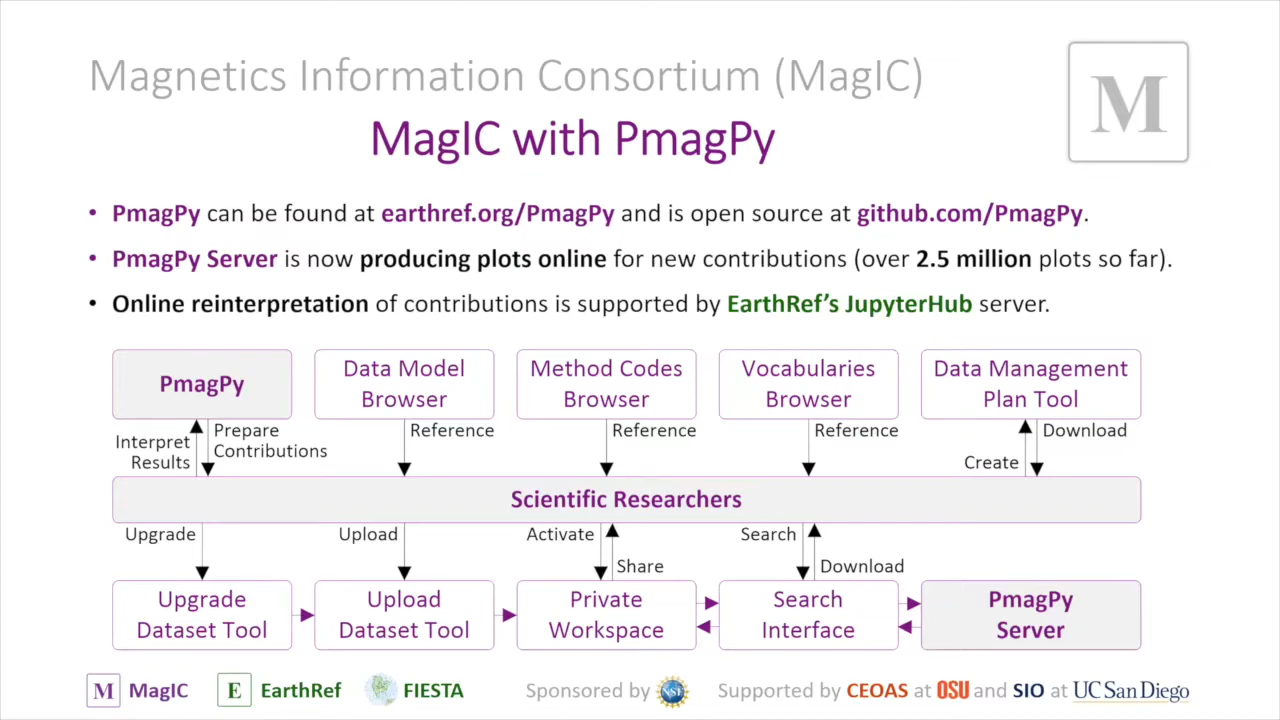 Magnetics Information Consortium (MagIC)
M
MagIC with PmagPy
• PmagPy can be found at earthref.org/PmagPy and is open source at github.com/PmagPy.
• PmagPy Server is now producing plots online for new contributions (over 2.5 million plots so far).
• Online reinterpretation of contributions is supported by EarthRef’s JupyterHub server.
PmagPy
Data Model
Browser
Method Codes
Browser
Vocabularies
Browser
Data Management
Plan Tool
Interpret
Results
Prepare
Contributions
Reference
Reference
Reference
Create
Download
Scientific Researchers
Upgrade
Upload
Activate
Share
Search
Download
Upgrade
Dataset Tool
Upload
Dataset Tool
Private
Workspace
Search
Interface
PmagPy
Server
M MagIC E EarthRef FIESTA Sponsored by NSF Supported by CEOAS at OSU and SIO at UC San Diego